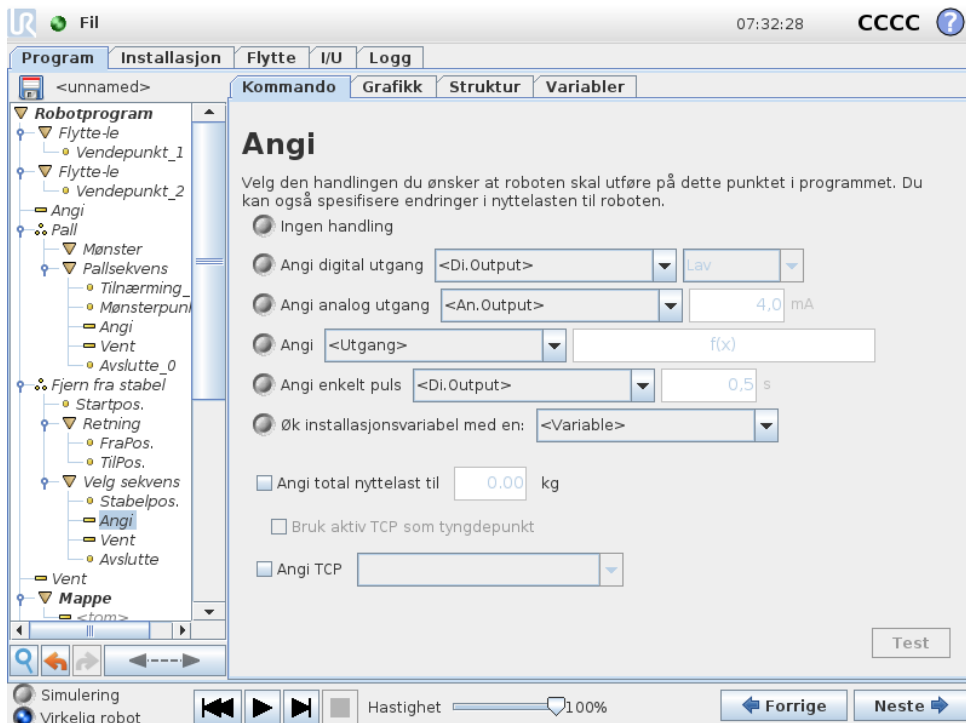 UR Fil 07:32:28 CCCC ?
Program Installasjon Flytte I/U Logg
<unnamed>
Kommando Grafikk Struktur Variabler
Robotprogram
Flytte-le
Vendepunkt_1
Flytte-le
Vendepunkt_2
Angi
Pall
Mønster
Pallsekvens
Tilnærming_
Mønsterpun
Angi
Vent
Avslutte_0
Fjern fra stabel
Startpos.
Retning
FraPos.
TilPos.
Velg sekvens
Stabelpos.
Angi
Vent
Avslutte
Vent
Mappe
<tom>
Angi
Velg den handlingen du ønsker at roboten skal utføre på dette punktet i programmet. Du
kan også spesifisere endringer i nyttelasten til roboten.
Ingen handling
Angi digital utgang <Di.Output> Lav
Angi analog utgang <An.Output> 4,0 mA
Angi <Utgang> f(x)
Angi enkelt puls <Di.Output> 0,5 s
Øk installasjonsvariabel med en: <Variable>
Angi total nyttelast til 0.00 kg
Bruk aktiv TCP som tyngdepunkt
Angi TCP
Test
Simulering
Virkelig robot
Hastighet 100%
Forrige Neste